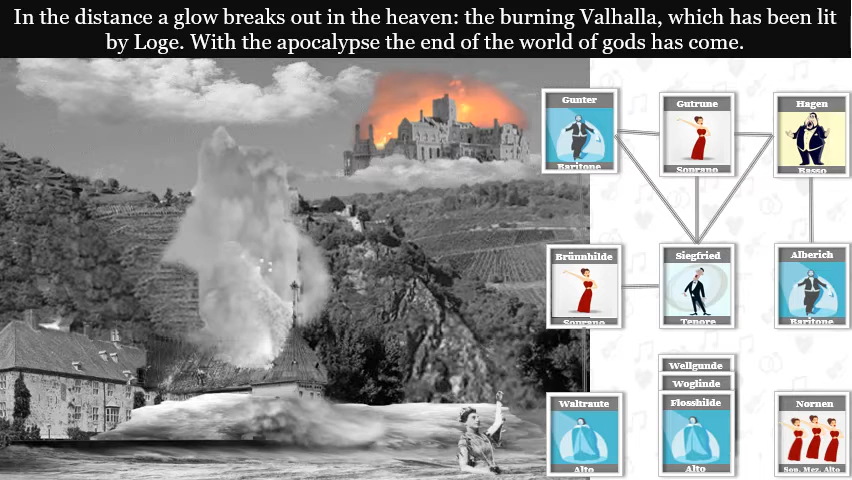 In the distance a glow breaks out in the heaven: the burning Valhalla, which has been lit
by Loge. With the apocalypse the end of the world of gods has come.
Gunter
Baritone
Gutrune
Soprano
Hagen
Basso
Brünnhilde
Soprano
Siegfried
Tenore
Alberich
Baritone
Wellgunde
Woglinde
Waltraute
Alto
Flosshilde
Alto
Nornen
Sop, Mez, Alto